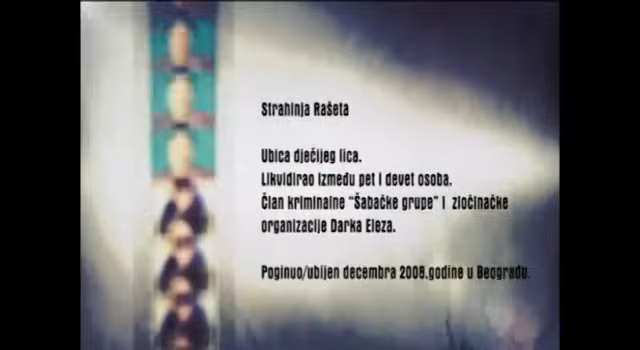 Strahinja Rašeta
Ubica dječijeg lica.
Likvidirao između pet i devet osoba.
Član kriminalne "Šabačke grupe" i zločinačke
organizacije Darka Eleza.
Poginuo/ubijen decembra 2008.godine u Beogradu.